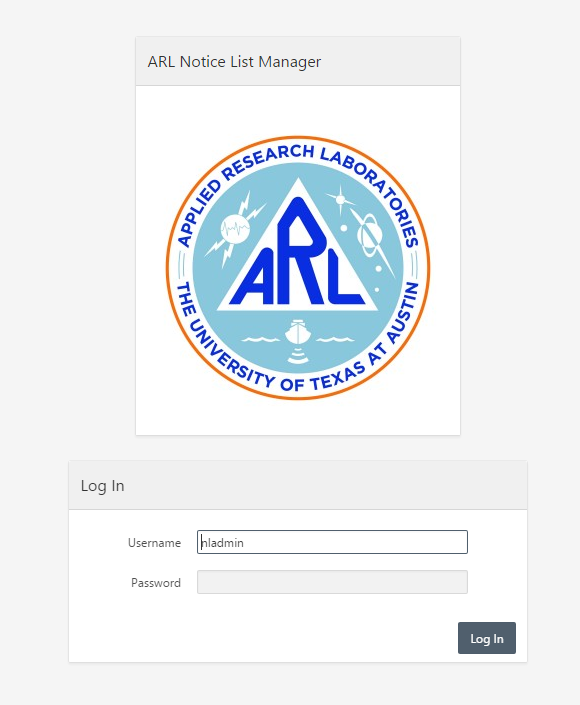 ARL Notice List Manager
APPLIED RESEARCH LABORATORIES
ARL
THE UNIVERSITY OF TEXAS AT AUSTIN
Log In
Username nladmin
Password
Log In